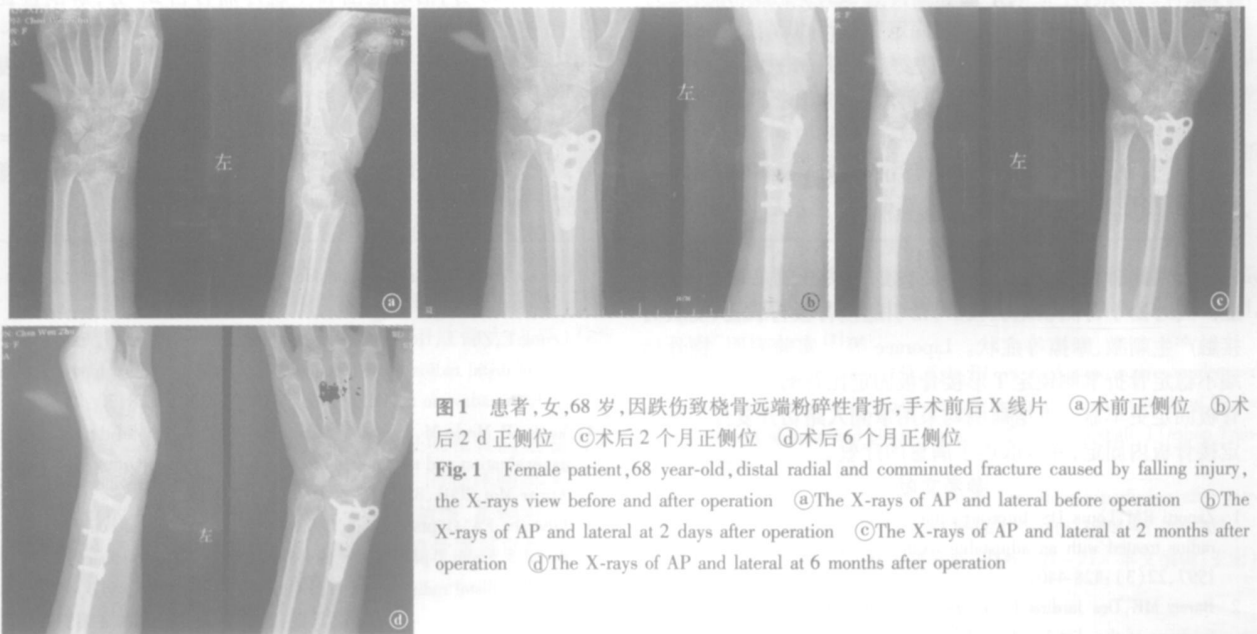 左
ⓐ
左
ⓑ
左
ⓒ
左
ⓓ
图1 患者,女,68 岁,因跌伤致桡骨远端粉碎性骨折,手术前后 X 线片 ⓐ术前正侧位 ⓑ术
后 2 d 正侧位 ⓒ术后 2 个月正侧位 ⓓ术后 6 个月正侧位
Fig. 1 Female patient,68 year-old,distal radial and comminuted fracture caused by falling injury,
the X-rays view before and after operation ⓐThe X-rays of AP and lateral before operation ⓑThe
X-rays of AP and lateral at 2 days after operation ⓒThe X-rays of AP and lateral at 2 months after
operation ⓓThe X-rays of AP and lateral at 6 months after operation